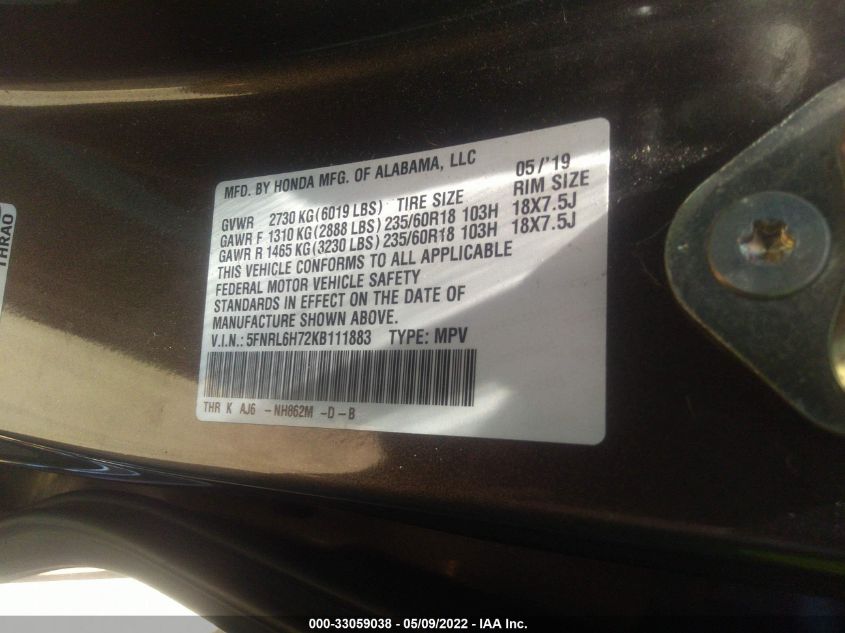 MFD. BY HONDA MFG. OF ALABAMA, LLC 05/'19
GVWR 2730 KG(6019 LBS) TIRE SIZE RIM SIZE
GAWR F 1310 KG(2888 LBS) 235/60R18 103H 18X7.5J
GAWR R 1465 KG(3230 LBS) 235/60R18 103H 18X7.5J
THIS VEHICLE CONFORMS TO ALL APPLICABLE
FEDERAL MOTOR VEHICLE SAFETY
STANDARDS IN EFFECT ON THE DATE OF
MANUFACTURE SHOWN ABOVE.
V.I.N.: 5FNRL6H72KB111883 TYPE: MPV
THR K AJ6 -NH862M -D-B
THRA0
000-33059038 - 05/09/2022 - IAA Inc.